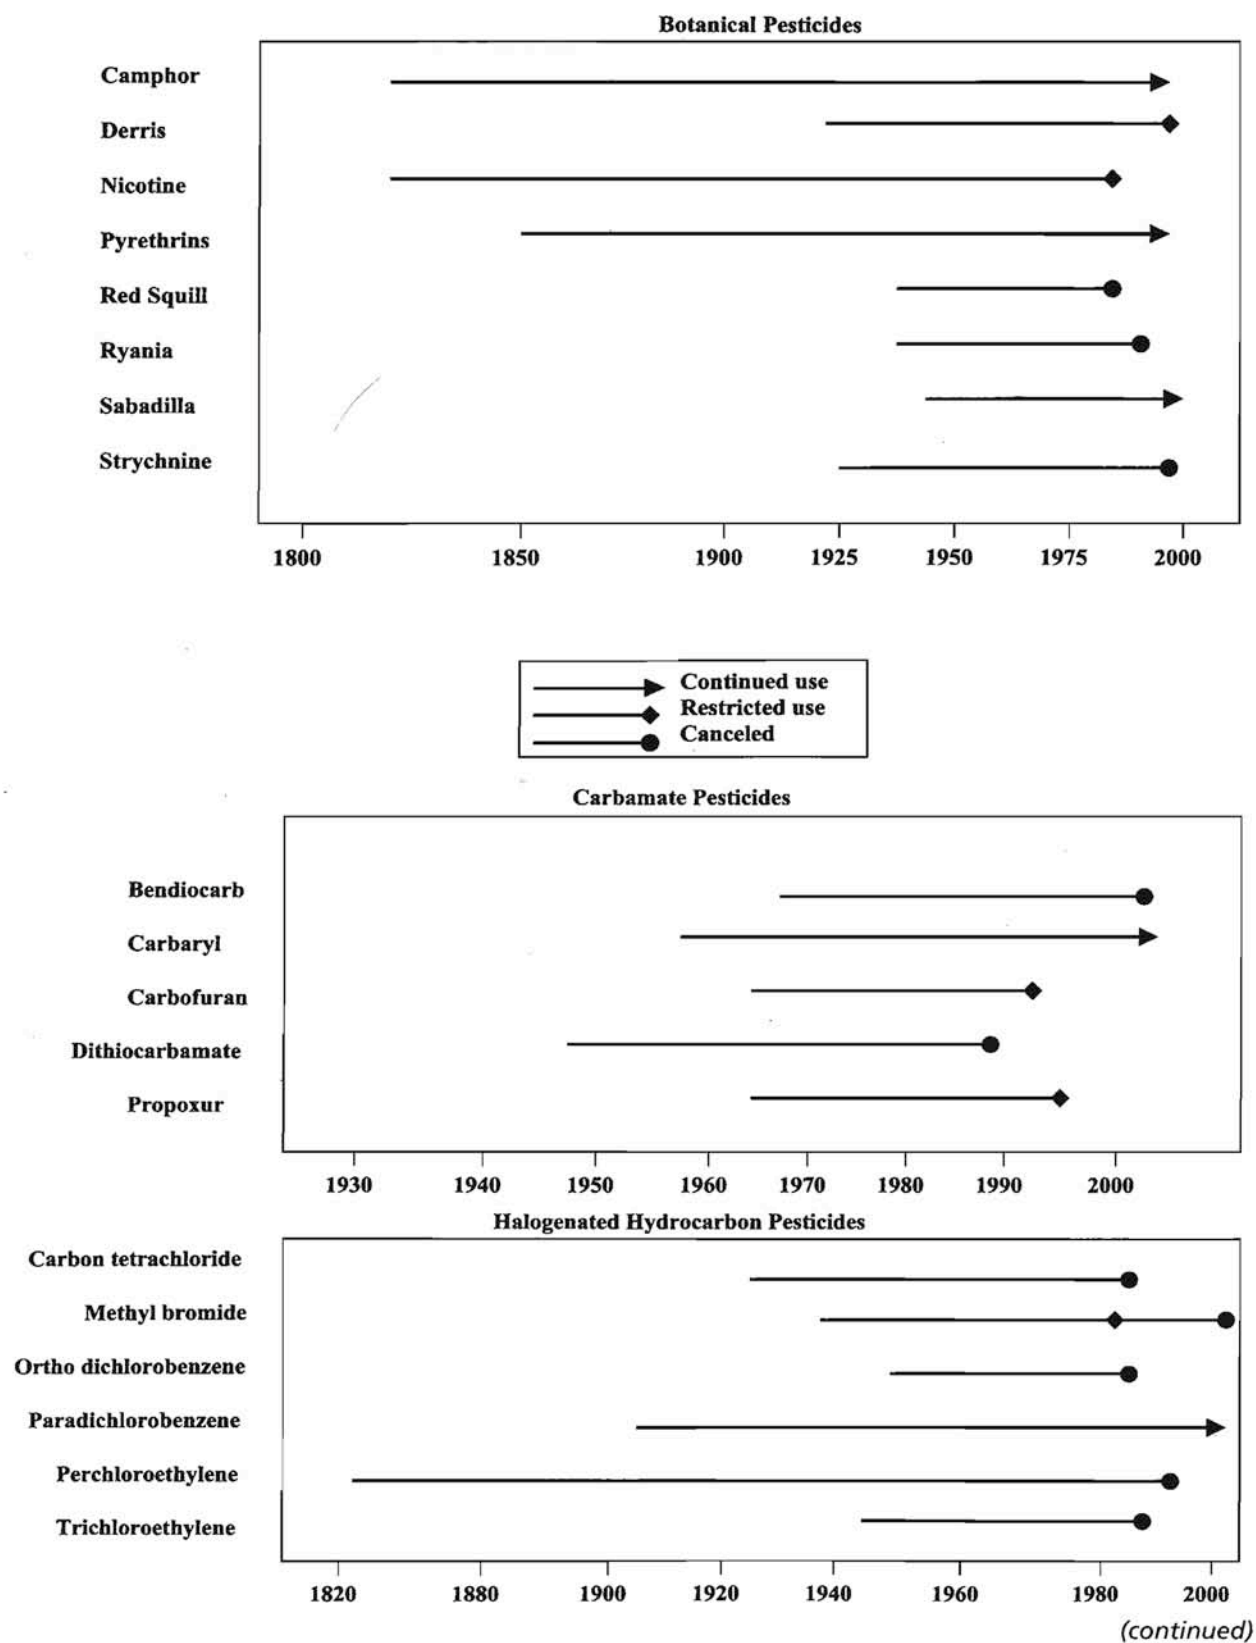 Botanical Pesticides
Camphor
Derris
Nicotine
Pyrethrins
Red Squill
Ryania
Sabadilla
Strychnine
1800 1850 1900 1925 1950 1975 2000
Continued use
Restricted use
Canceled
Carbamate Pesticides
Bendiocarb
Carbaryl
Carbofuran
Dithiocarbamate
Propoxur
1930 1940 1950 1960 1970 1980 1990 2000
Halogenated Hydrocarbon Pesticides
Carbon tetrachloride
Methyl bromide
Ortho dichlorobenzene
Paradichlorobenzene
Perchloroethylene
Trichloroethylene
1820 1880 1900 1920 1940 1960 1980 2000
(continued)